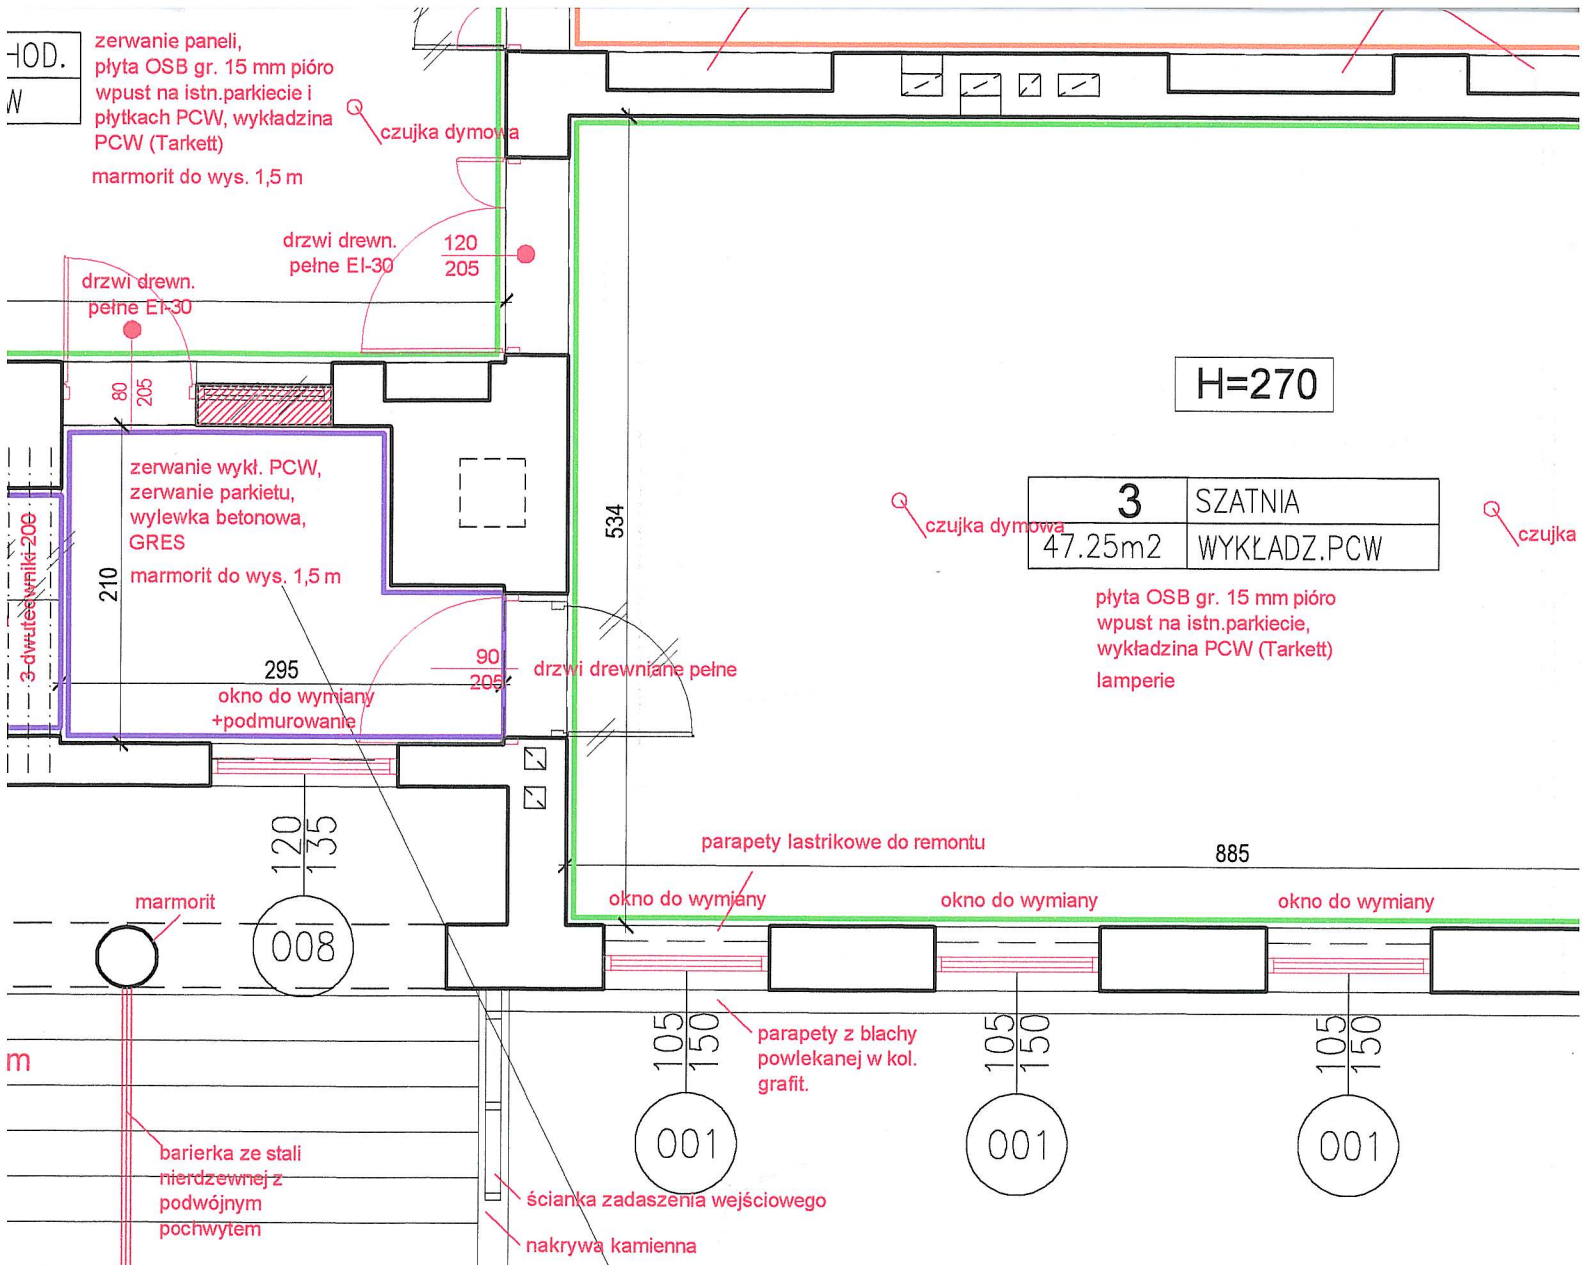 HOD.
W
zerwanie paneli,
płyta OSB gr. 15 mm pióro
wpust na istn.parkiecie i
płytkach PCW, wykładzina
PCW (Tarkett)
marmorit do wys. 1,5 m
czujka dymowa
drzwi drewn.
pełne EI-30
120
205
drzwi drewn.
pełne EI-30
80
205
H=270
zerwanie wykł. PCW,
zerwanie parkietu,
wylewka betonowa,
GRES
marmorit do wys. 1,5 m
3 dwuteowniki 200
210
534
3 SZATNIA
47.25m2 WYKŁADZ.PCW
czujka dymowa
czujka
płyta OSB gr. 15 mm pióro
wpust na istn.parkiecie,
wykładzina PCW (Tarkett)
lamperie
295
90
205
drzwi drewniane pełne
okno do wymiany
+podmurowanie
120
135
008
marmorit
parapety lastrikowe do remontu
885
okno do wymiany
okno do wymiany
okno do wymiany
105
150
105
150
105
150
parapety z blachy
powlekanej w kol.
grafit.
001
001
001
m
barierka ze stali
nierdzewnej z
podwójnym
pochwytem
ścianka zadaszenia wejściowego
nakrywa kamienna